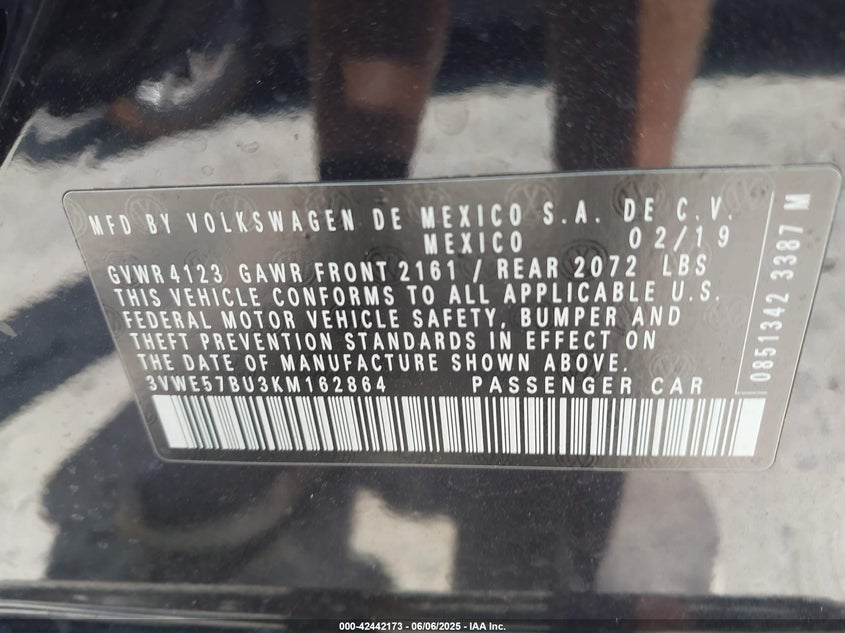 MFD BY VOLKSWAGEN DE MEXICO S.A. DE C.V.
MEXICO 02/19
GVWR 4123 GAWR FRONT 2161 / REAR 2072 LBS
THIS VEHICLE CONFORMS TO ALL APPLICABLE U.S.
FEDERAL MOTOR VEHICLE SAFETY, BUMPER AND
THEFT PREVENTION STANDARDS IN EFFECT ON
THE DATE OF MANUFACTURE SHOWN ABOVE.
3VWE57BU3KM162864 PASSENGER CAR
0851342 3387 M
000-42442173 - 06/06/2025 - IAA Inc.